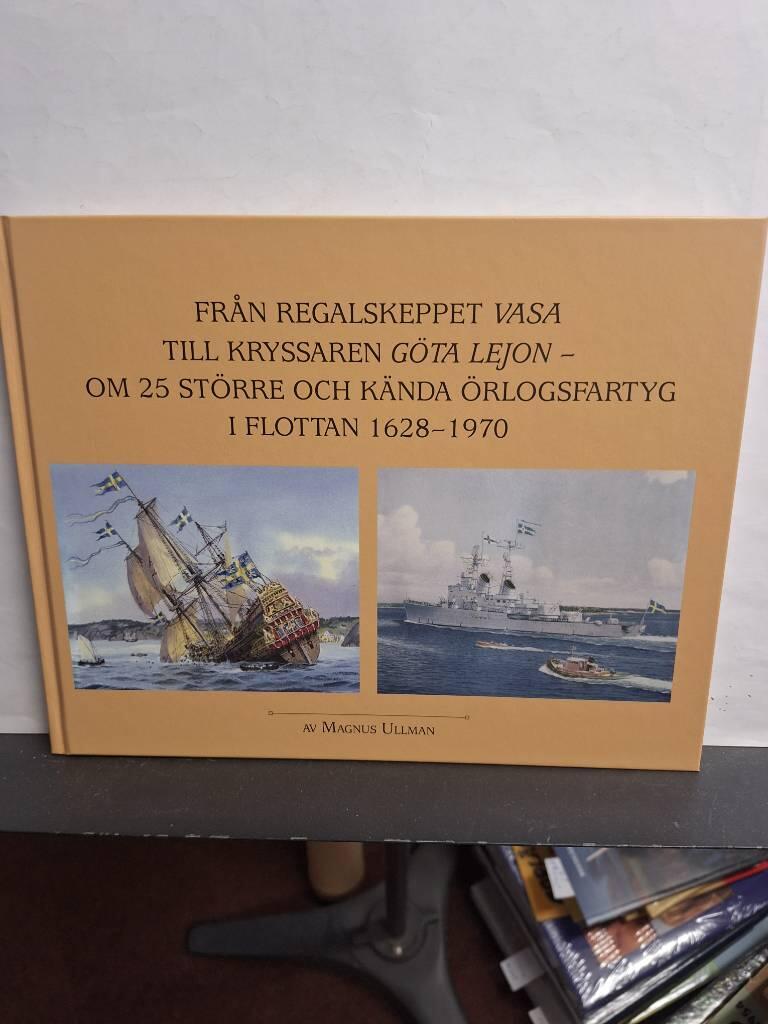 FRÅN REGALSKEPPET VASA
TILL KRYSSAREN GÖTA LEJON –
OM 25 STÖRRE OCH KÄNDA ÖRLOGSFARTYG
I FLOTTAN 1628–1970
AV MAGNUS ULLMAN